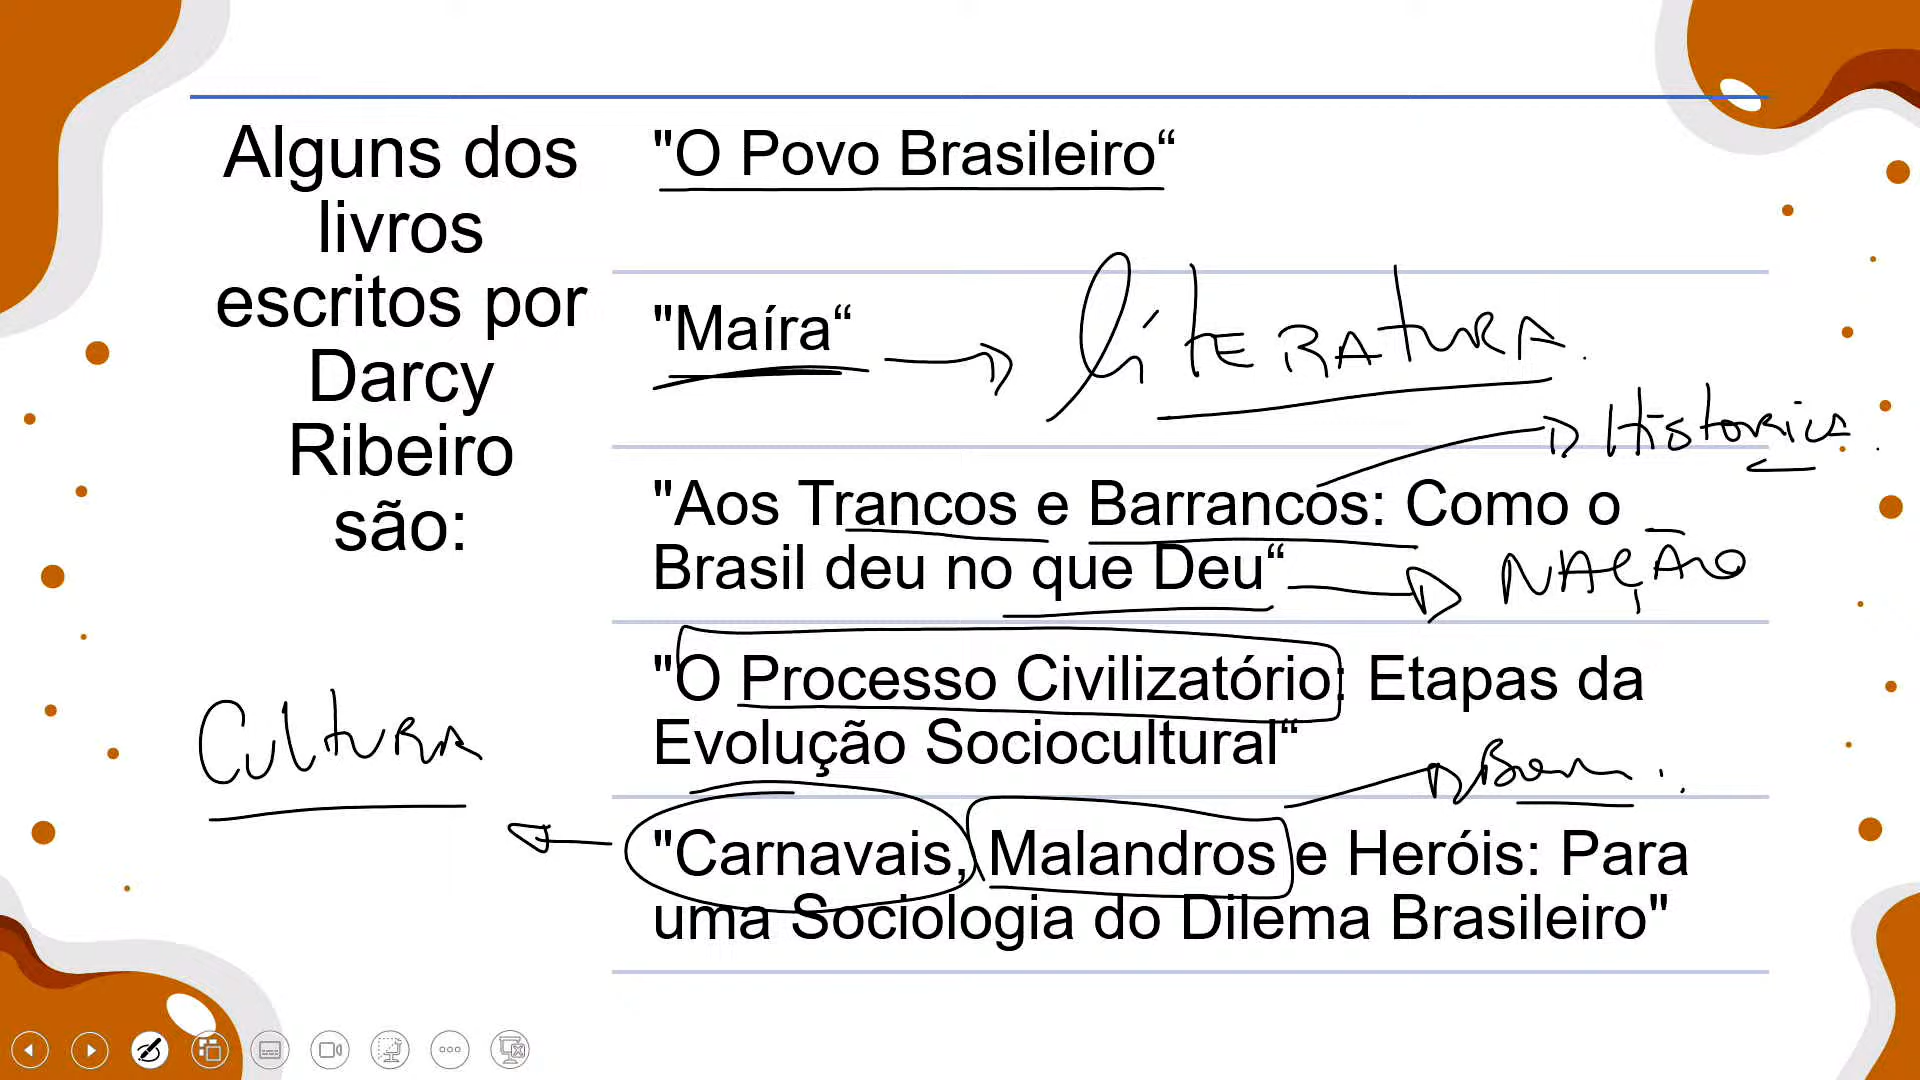 Alguns dos
livros
escritos por
Darcy
Ribeiro
são:
"O Povo Brasileiro“
"Maíra“
LiTERATURA.
"Aos Trancos e Barrancos: Como o
Brasil deu no que Deu“
NAÇÃO
"O Processo Civilizatório: Etapas da
Evolução Sociocultural“
CulturA
"Carnavais, Malandros e Heróis: Para
uma Sociologia do Dilema Brasileiro"